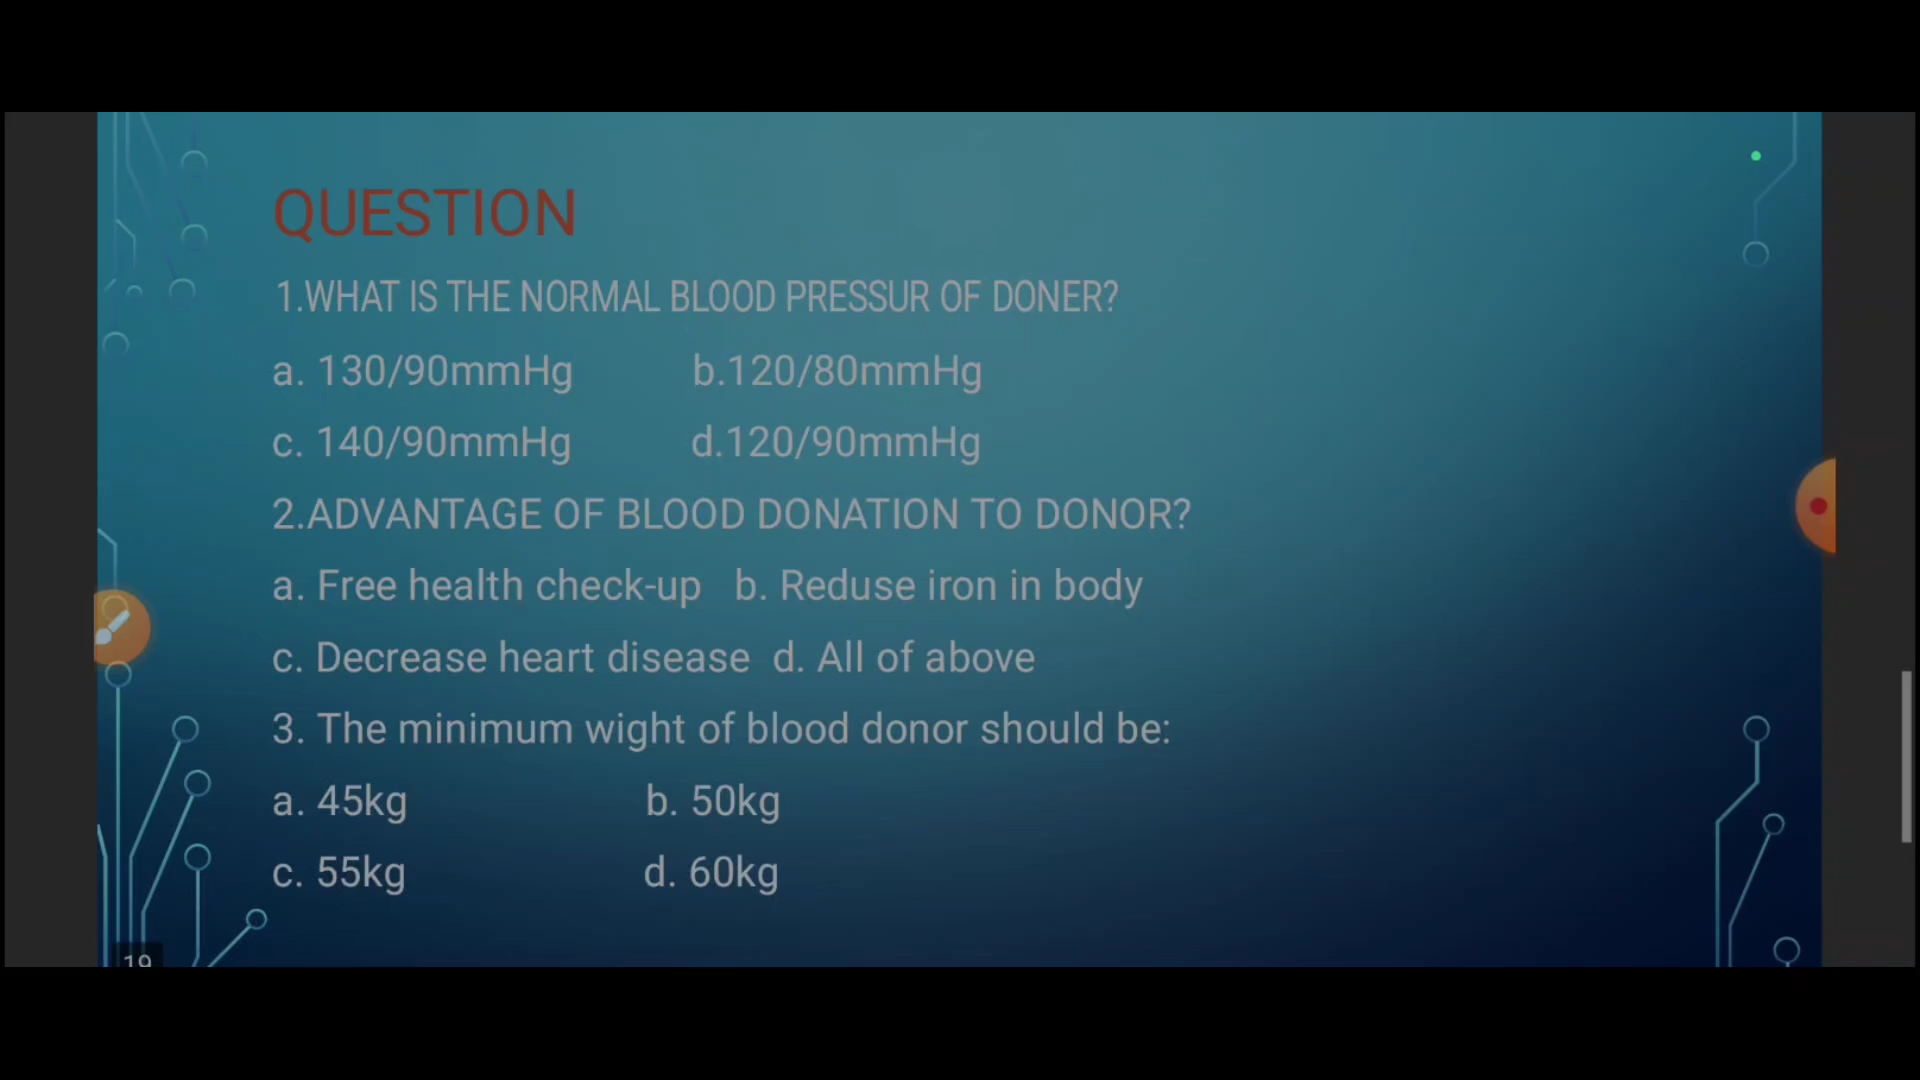 QUESTION
1.WHAT IS THE NORMAL BLOOD PRESSUR OF DONER?
a. 130/90mmHg b.120/80mmHg
c. 140/90mmHg d.120/90mmHg
2.ADVANTAGE OF BLOOD DONATION TO DONOR?
a. Free health check-up b. Reduse iron in body
c. Decrease heart disease d. All of above
3. The minimum wight of blood donor should be:
a. 45kg b. 50kg
c. 55kg d. 60kg
19